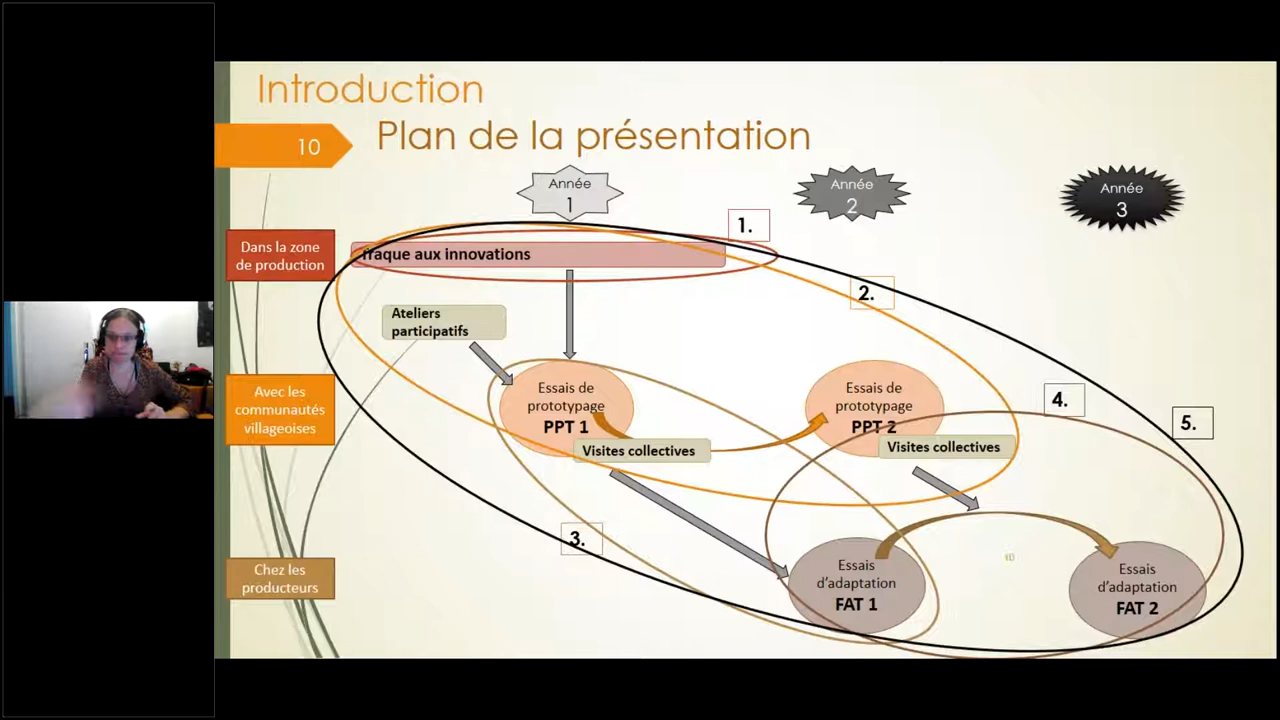 Introduction
10
Plan de la présentation
Année
1
Année
2
Année
3
1.
Dans la zone
de production
Traque aux innovations
2.
Ateliers
participatifs
Avec les
communautés
villageoises
Essais de
prototypage
PPT 1
Visites collectives
Essais de
prototypage
PPT 2
Visites collectives
4.
5.
3.
Chez les
producteurs
Essais
d'adaptation
FAT 1
10
Essais
d'adaptation
FAT 2